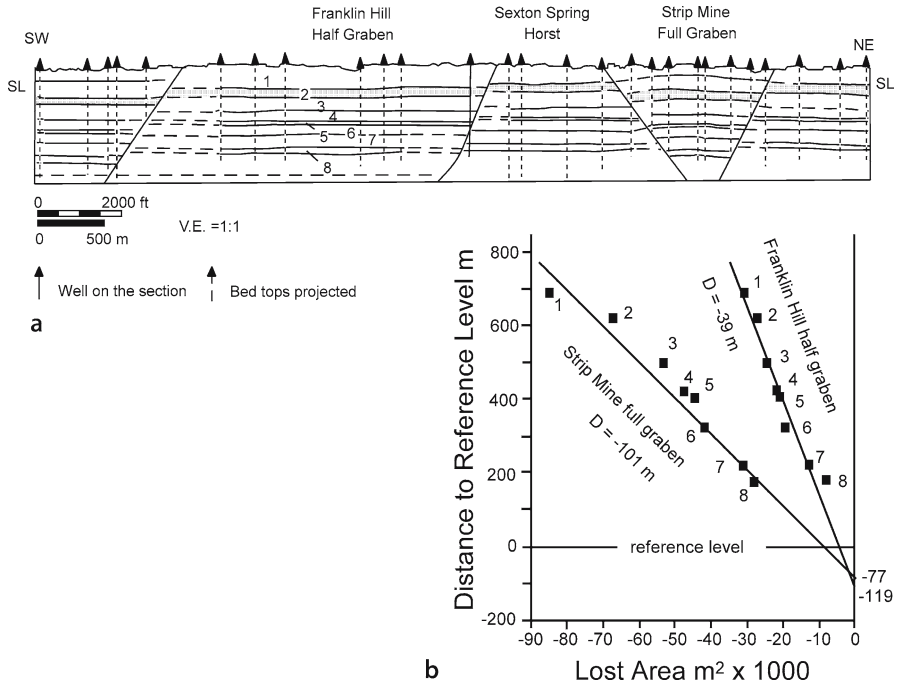 Franklin Hill
Half Graben
Sexton Spring
Horst
Strip Mine
Full Graben
SW
NE
SL
SL
1
2
3
4
5
6
7
8
0 2000 ft
0 500 m
V.E. =1:1
Well on the section
Bed tops projected
a
Distance to Reference Level m
800
600
400
200
0
-200
1
2
3
4
5
6
7
8
Strip Mine full graben
D = -101 m
Franklin Hill half graben
D = -39 m
1
2
3
4
5
6
7
8
reference level
-77
-119
-90 -80 -70 -60 -50 -40 -30 -20 -10 0
Lost Area m² x 1000
b